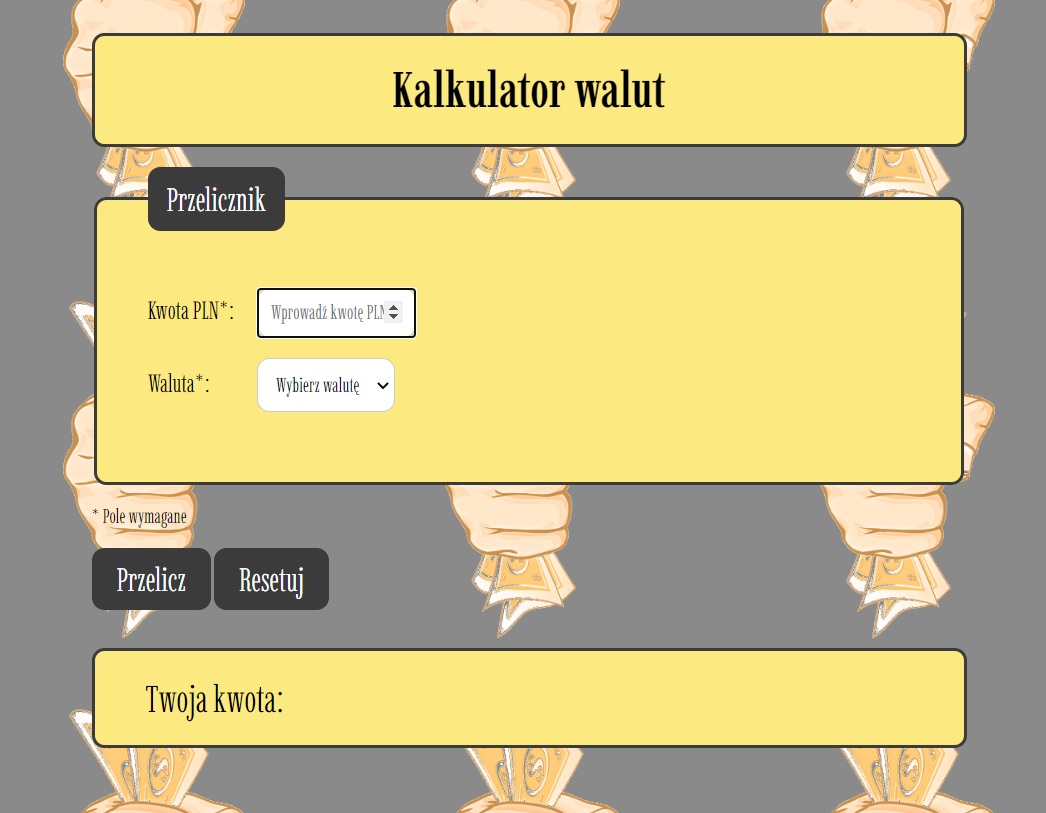 Kalkulator walut
Przelicznik
Kwota PLN*:
Wprowadź kwotę PLN
Waluta*:
Wybierz walutę
* Pole wymagane
Przelicz
Resetuj
Twoja kwota: